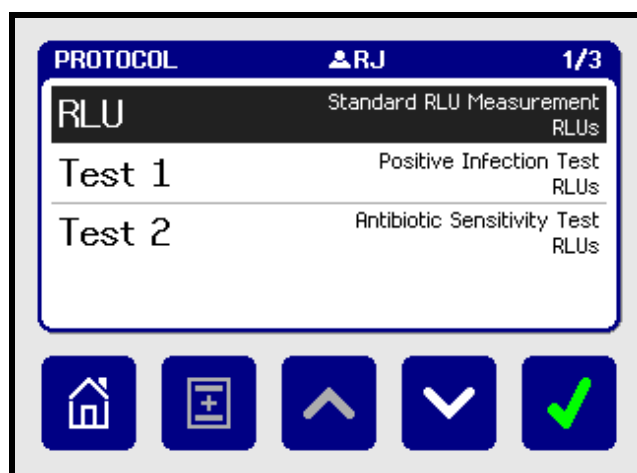 PROTOCOL RJ 1/3
RLU Standard RLU Measurement
RLUs
Test 1 Positive Infection Test
RLUs
Test 2 Antibiotic Sensitivity Test
RLUs